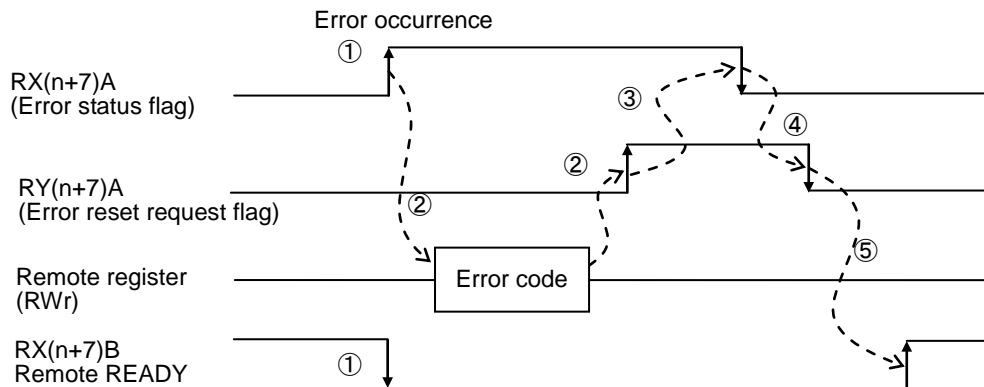 Error occurrence
①
RX(n+7)A
(Error status flag)
③
④
②
RY(n+7)A
(Error reset request flag)
②
⑤
Remote register
(RWr)
Error code
RX(n+7)B
Remote READY
①